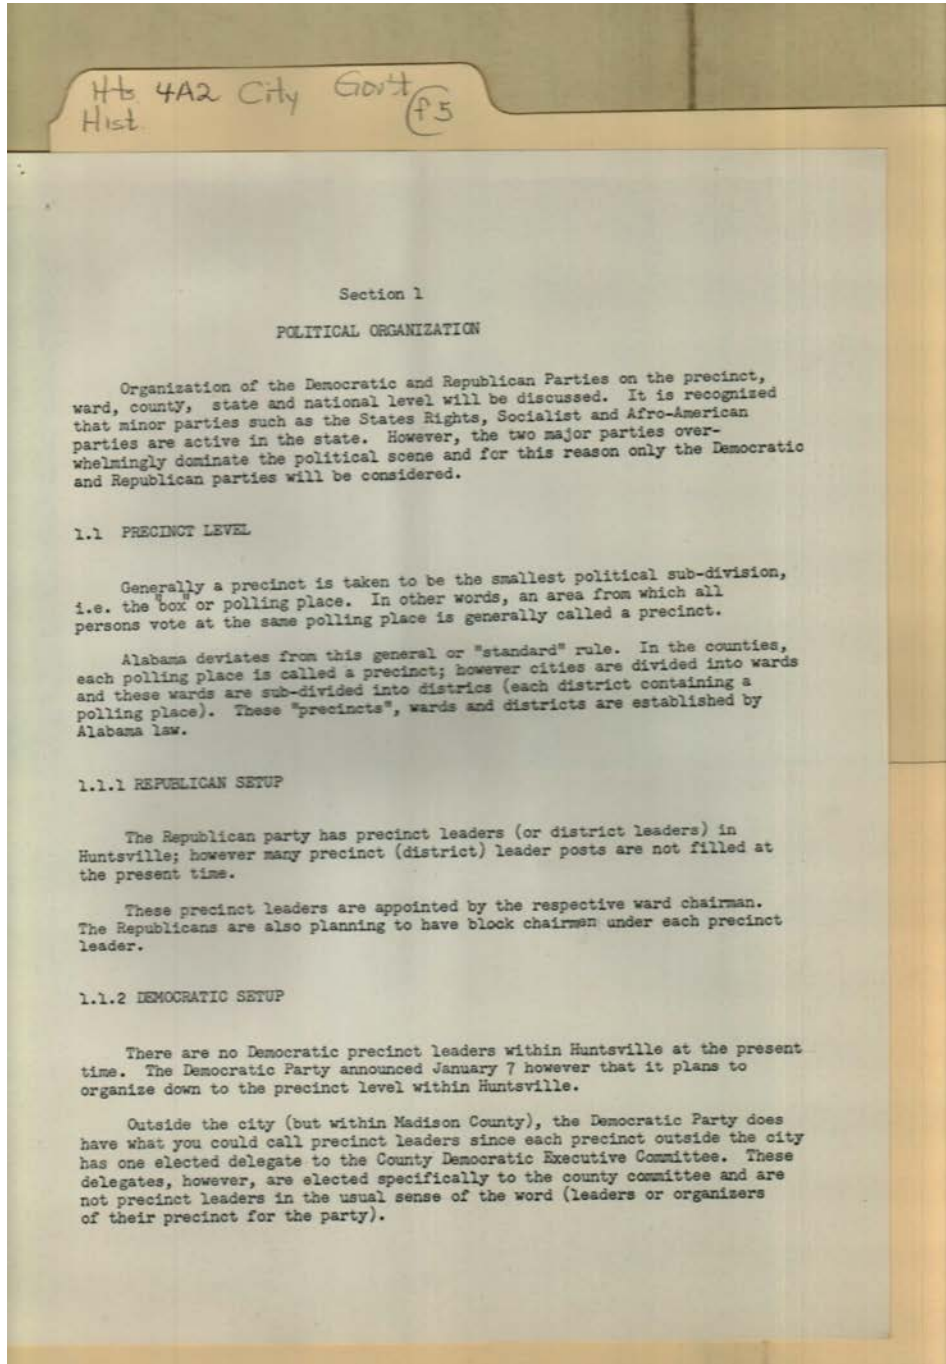 Hts 4A2 City Gov't
Hist. f5
Section 1
POLITICAL ORGANIZATION
Organization of the Democratic and Republican Parties on the precinct,
ward, county, state and national level will be discussed. It is recognized
that minor parties such as the States Rights, Socialist and Afro-American
parties are active in the state. However, the two major parties over-
whelmingly dominate the political scene and for this reason only the Democratic
and Republican parties will be considered.
1.1 PRECINCT LEVEL
Generally a precinct is taken to be the smallest political sub-division,
i.e. the "box" or polling place. In other words, an area from which all
persons vote at the same polling place is generally called a precinct.
Alabama deviates from this general or "standard" rule. In the counties,
each polling place is called a precinct; however cities are divided into wards
and these wards are sub-divided into districs (each district containing a
polling place). These "precincts", wards and districts are established by
Alabama law.
1.1.1 REPUBLICAN SETUP
The Republican party has precinct leaders (or district leaders) in
Huntsville; however many precinct (district) leader posts are not filled at
the present time.
These precinct leaders are appointed by the respective ward chairman.
The Republicans are also planning to have block chairmen under each precinct
leader.
1.1.2 DEMOCRATIC SETUP
There are no Democratic precinct leaders within Huntsville at the present
time. The Democratic Party announced January 7 however that it plans to
organize down to the precinct level within Huntsville.
Outside the city (but within Madison County), the Democratic Party does
have what you could call precinct leaders since each precinct outside the city
has one elected delegate to the County Democratic Executive Committee. These
delegates, however, are elected specifically to the county committee and are
not precinct leaders in the usual sense of the word (leaders or organizers
of their precinct for the party).